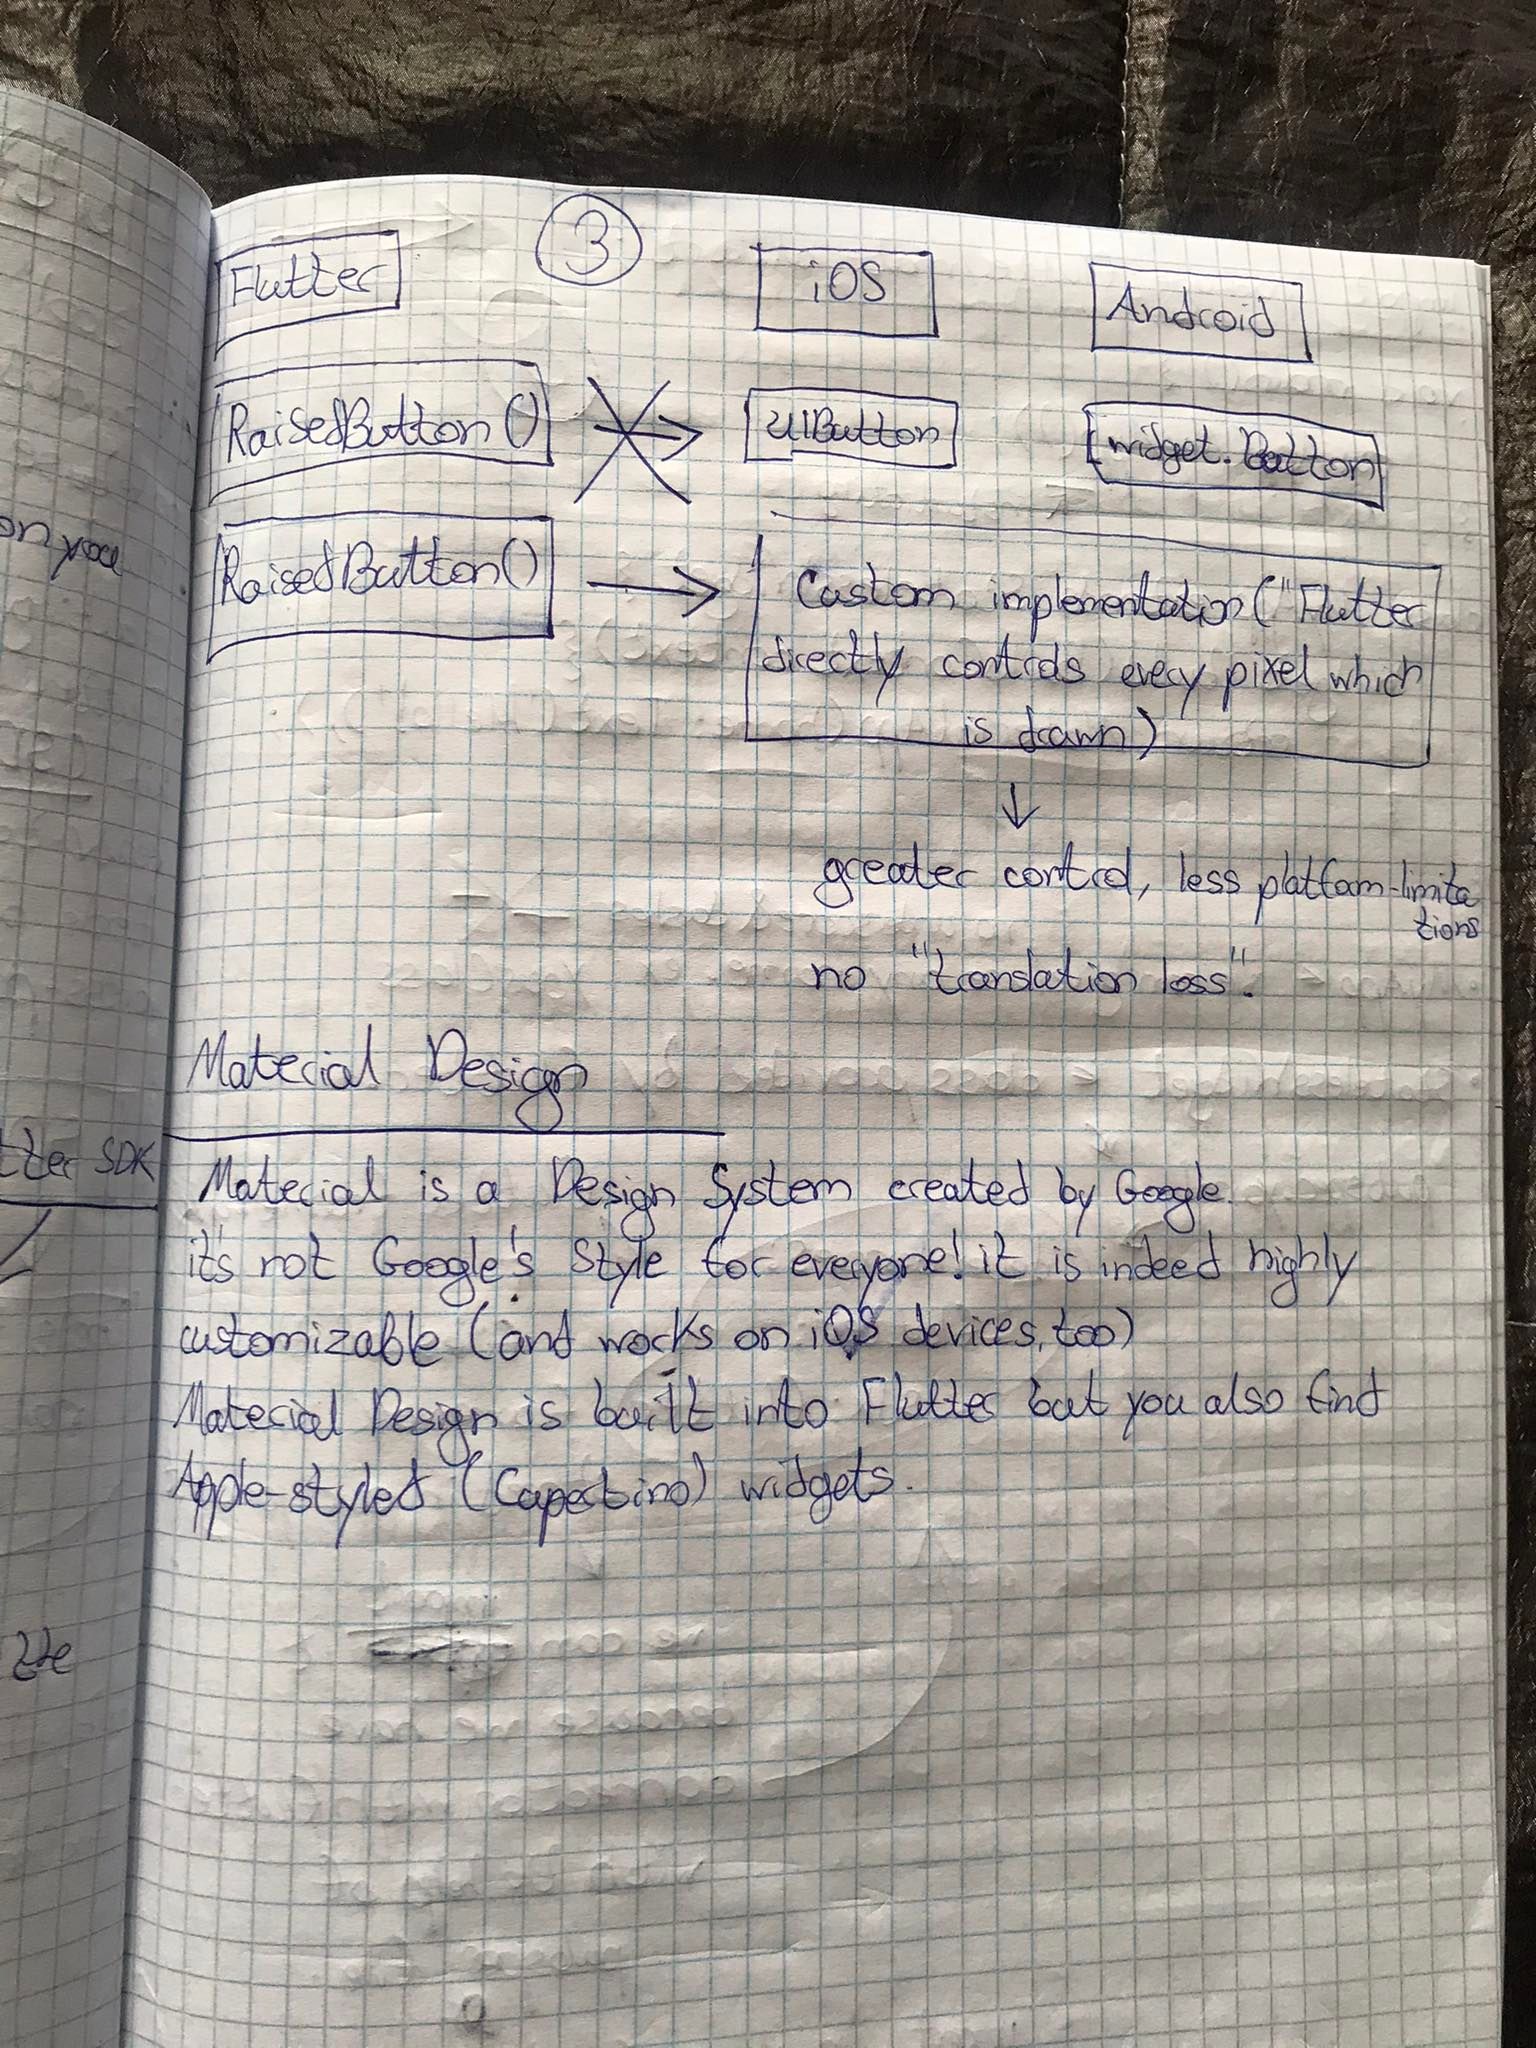 on your
tter SDK
tte
3
Flutter iOS Android
RaisedButton() UIButton widget.Button
RaisedButton()
Custom implementation ("Flutter
directly controls every pixel which
is drawn)
greater control, less platfom-limita
tions
no "translation loss".
Material Design
Material is a Design System created by Google.
it's not Google's Style for everyone! it is indeed highly
customizable (and works on iOS devices, too)
Material Design is built into Flutter but you also find
Apple-styled (Cupertino) widgets.